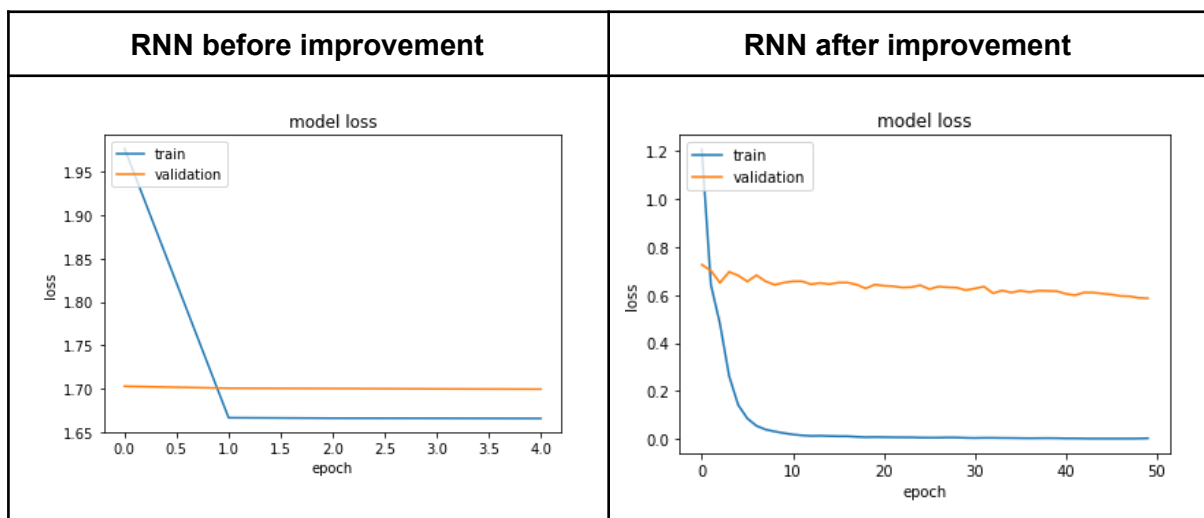 RNN before improvement
RNN after improvement
model loss
train
validation
1.95
1.90
1.85
1.80
1.75
1.70
1.65
loss
0.0 0.5 1.0 1.5 2.0 2.5 3.0 3.5 4.0
epoch
model loss
train
validation
1.2
1.0
0.8
0.6
0.4
0.2
0.0
loss
0 10 20 30 40 50
epoch